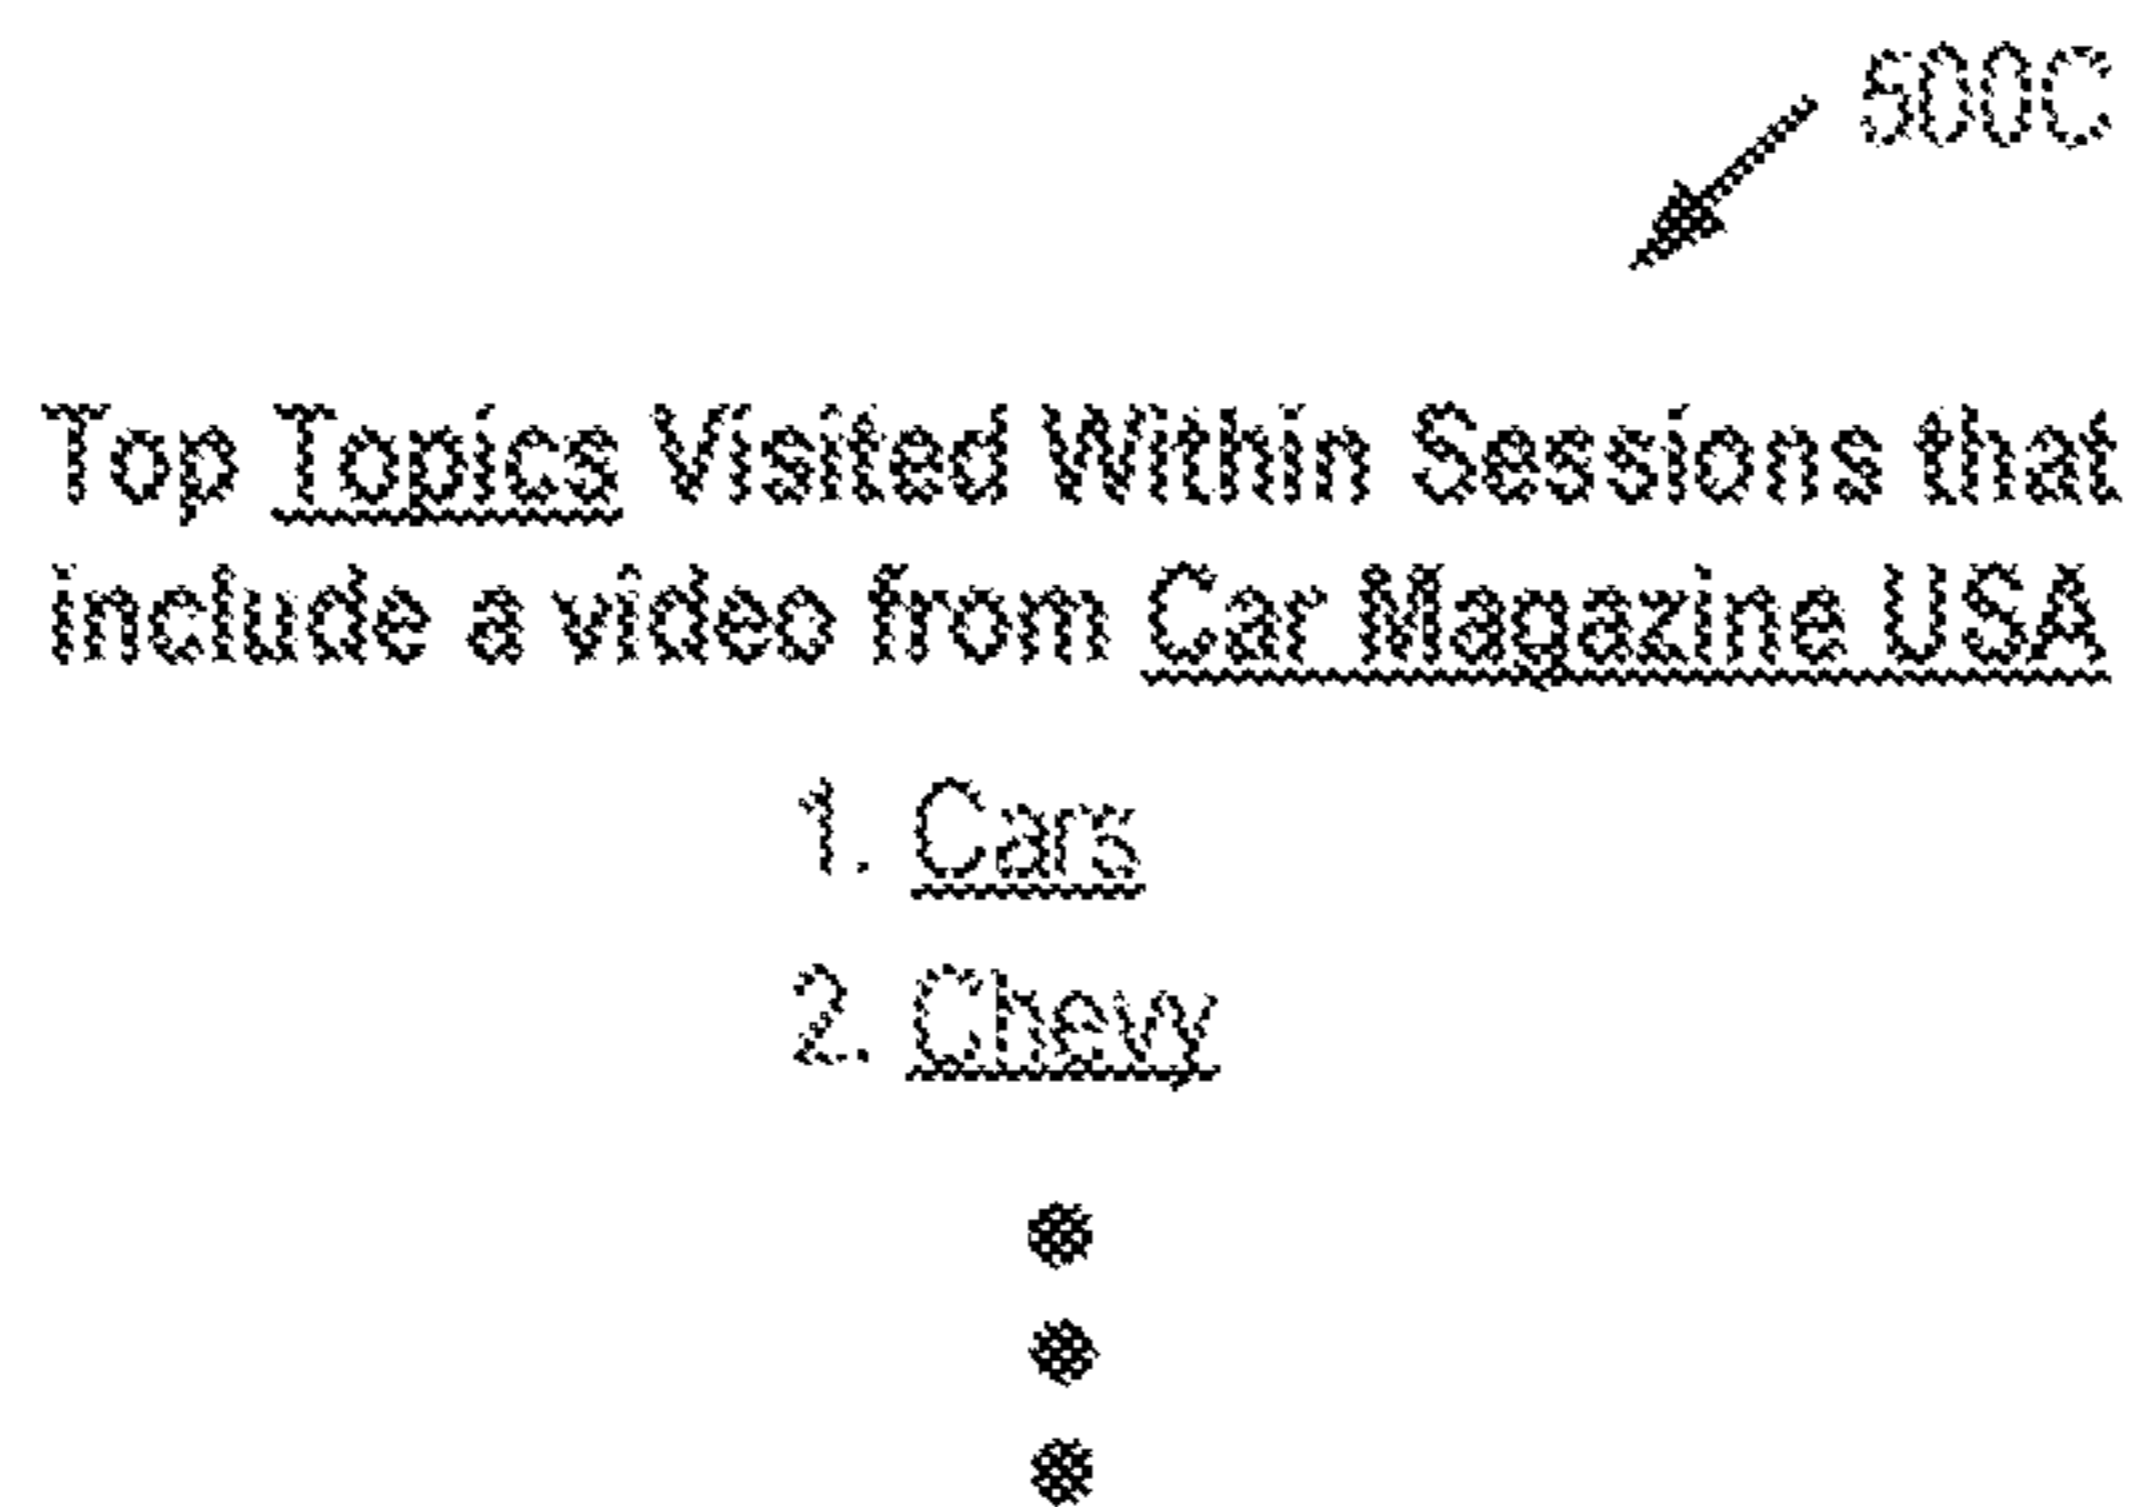 500C
Top Topics Visited Within Sessions that
include a video from Car Magazine USA
1. Cars
2. Chevy